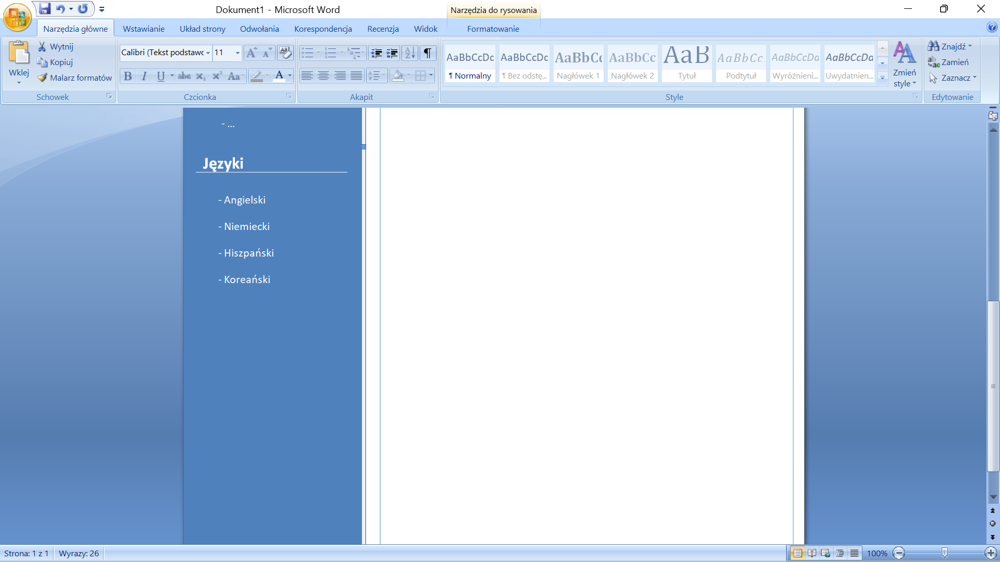 Dokument1 - Microsoft Word
Narzędzia do rysowania
Narzędzia główne
Wstawianie
Układ strony
Odwołania
Korespondencja
Recenzja
Widok
Formatowanie
Wklej
Wytnij
Kopiuj
Malarz formatów
Schowek
Calibri (Tekst podstawc
11
Czcionka
Akapit
AaBbCcDc
¶ Normalny
AaBbCcDc
¶ Bez odstę...
AaBbCc
Nagłówek 1
AaBbCc
Nagłówek 2
AaB
Tytuł
AaBbCc.
Podtytuł
AaBbCcDa
Wyróżnieni...
AaBbCcDa
Uwydatnien...
Zmień
style
Style
Znajdź
Zamień
Zaznacz
Edytowanie
- ...
Języki
- Angielski
- Niemiecki
- Hiszpański
- Koreański
Strona: 1 z 1
Wyrazy: 26
100%